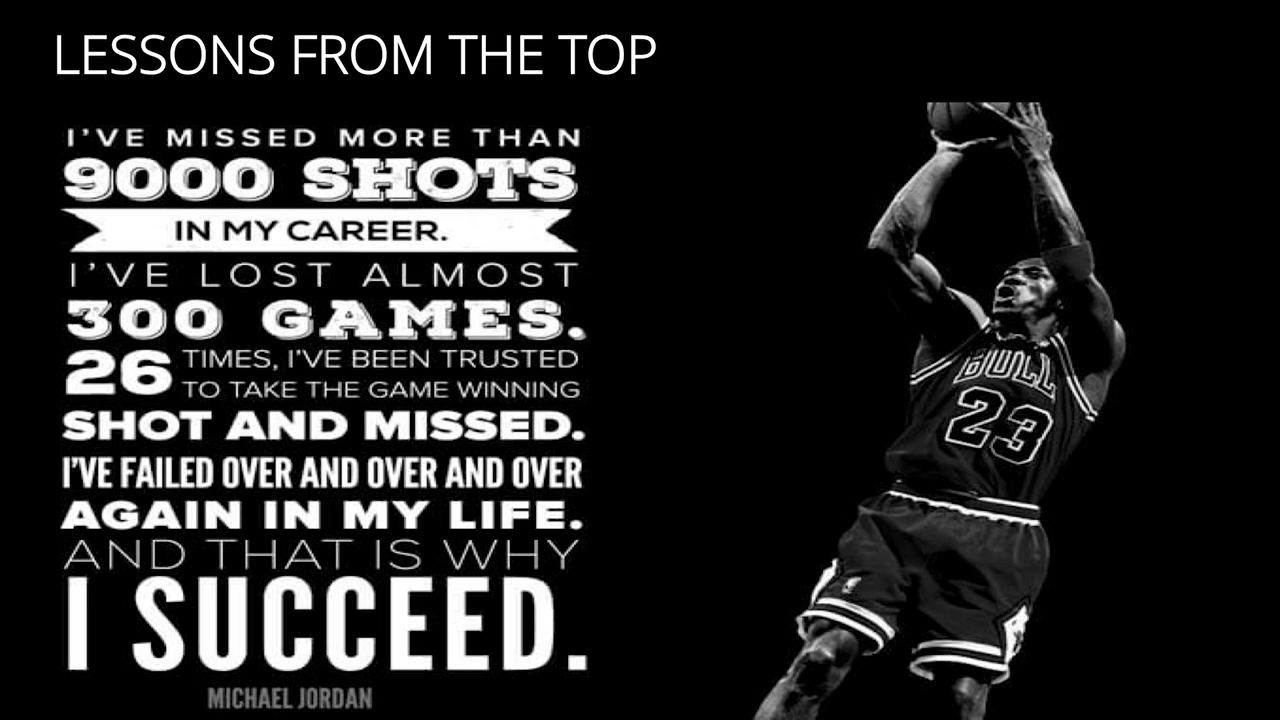 LESSONS FROM THE TOP
I'VE MISSED MORE THAN
9000 SHOTS
IN MY CAREER.
I'VE LOST ALMOST
300 GAMES.
26 TIMES, I'VE BEEN TRUSTED
TO TAKE THE GAME WINNING
SHOT AND MISSED.
I'VE FAILED OVER AND OVER AND OVER
AGAIN IN MY LIFE.
AND THAT IS WHY
I SUCCEED.
MICHAEL JORDAN
BULL
23